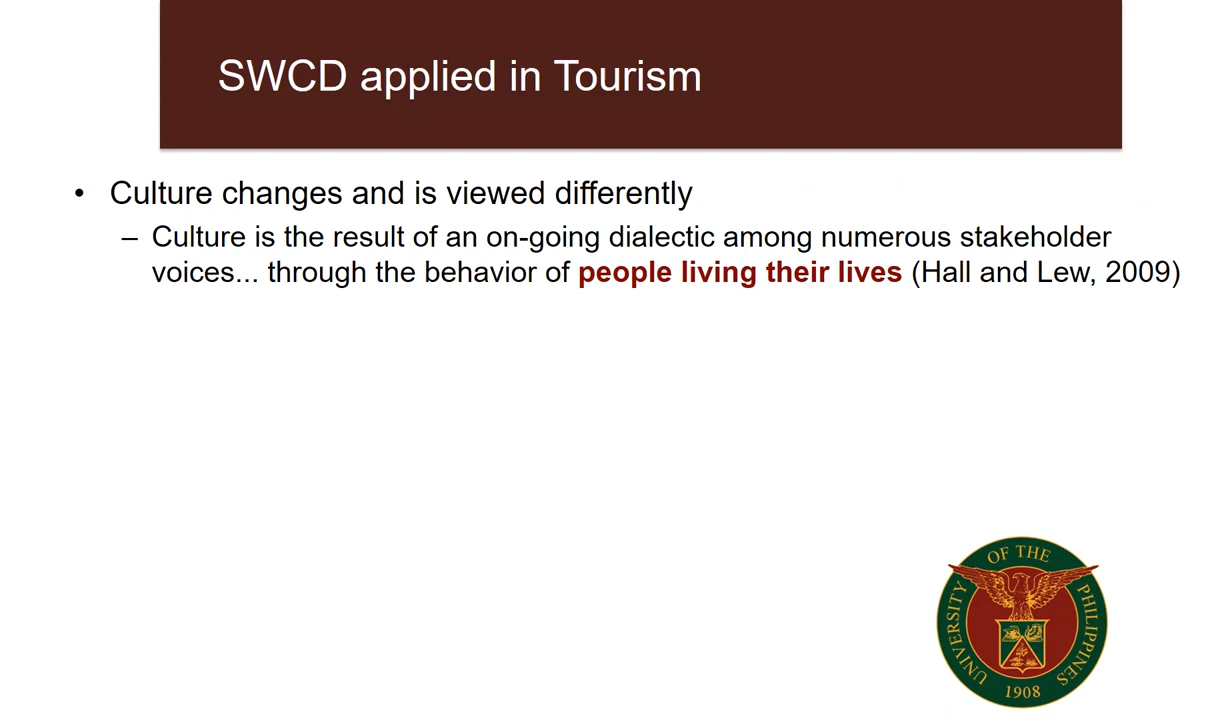 SWCD applied in Tourism
• Culture changes and is viewed differently
– Culture is the result of an on-going dialectic among numerous stakeholder
voices... through the behavior of people living their lives (Hall and Lew, 2009)
UNIVERSITY OF THE PHILIPPINES
1908